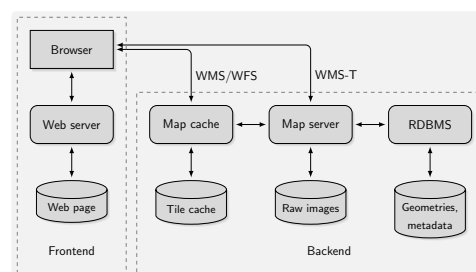 Browser
WMS/WFS
WMS-T
Web server
Map cache
Map server
RDBMS
Web page
Tile cache
Raw images
Geometries,
metadata
Frontend
Backend